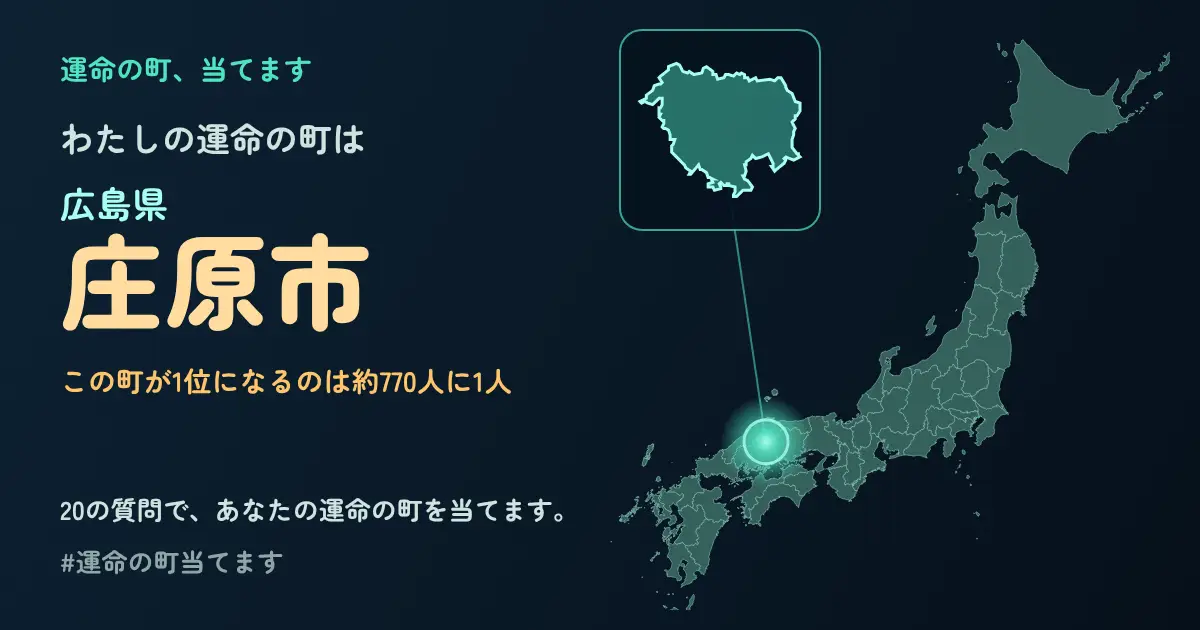 運命の町、当てます
わたしの運命の町は
広島県
庄原市
この町が1位になるのは約770人に1人
20の質問で、あなたの運命の町を当てます。
#運命の町当てます